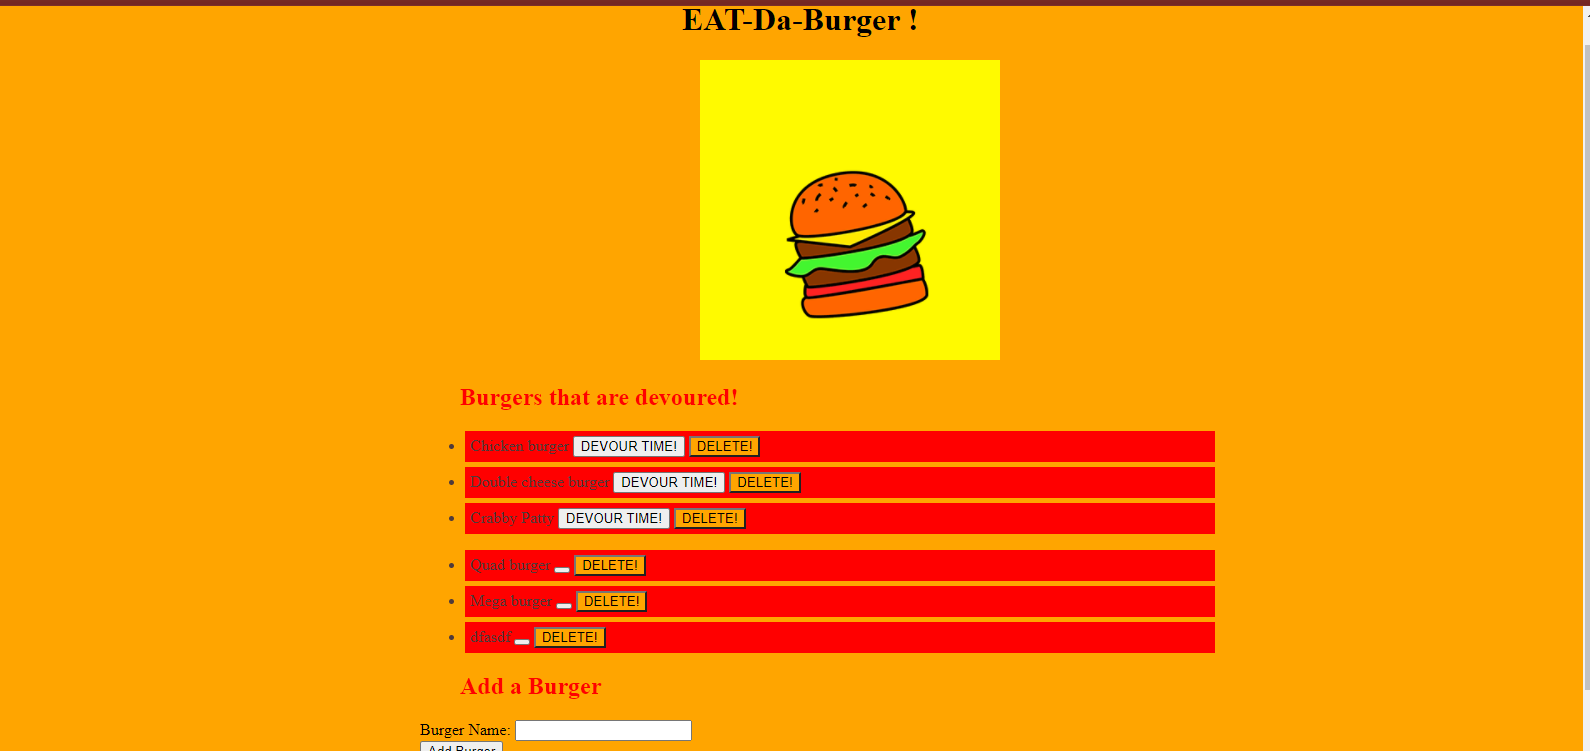 EAT-Da-Burger !
Burgers that are devoured!
Chicken burger DEVOUR TIME! DELETE!
Double cheese burger DEVOUR TIME! DELETE!
Crabby Patty DEVOUR TIME! DELETE!
Quad burger DELETE!
Mega burger DELETE!
dfasdf DELETE!
Add a Burger
Burger Name:
Add Burger